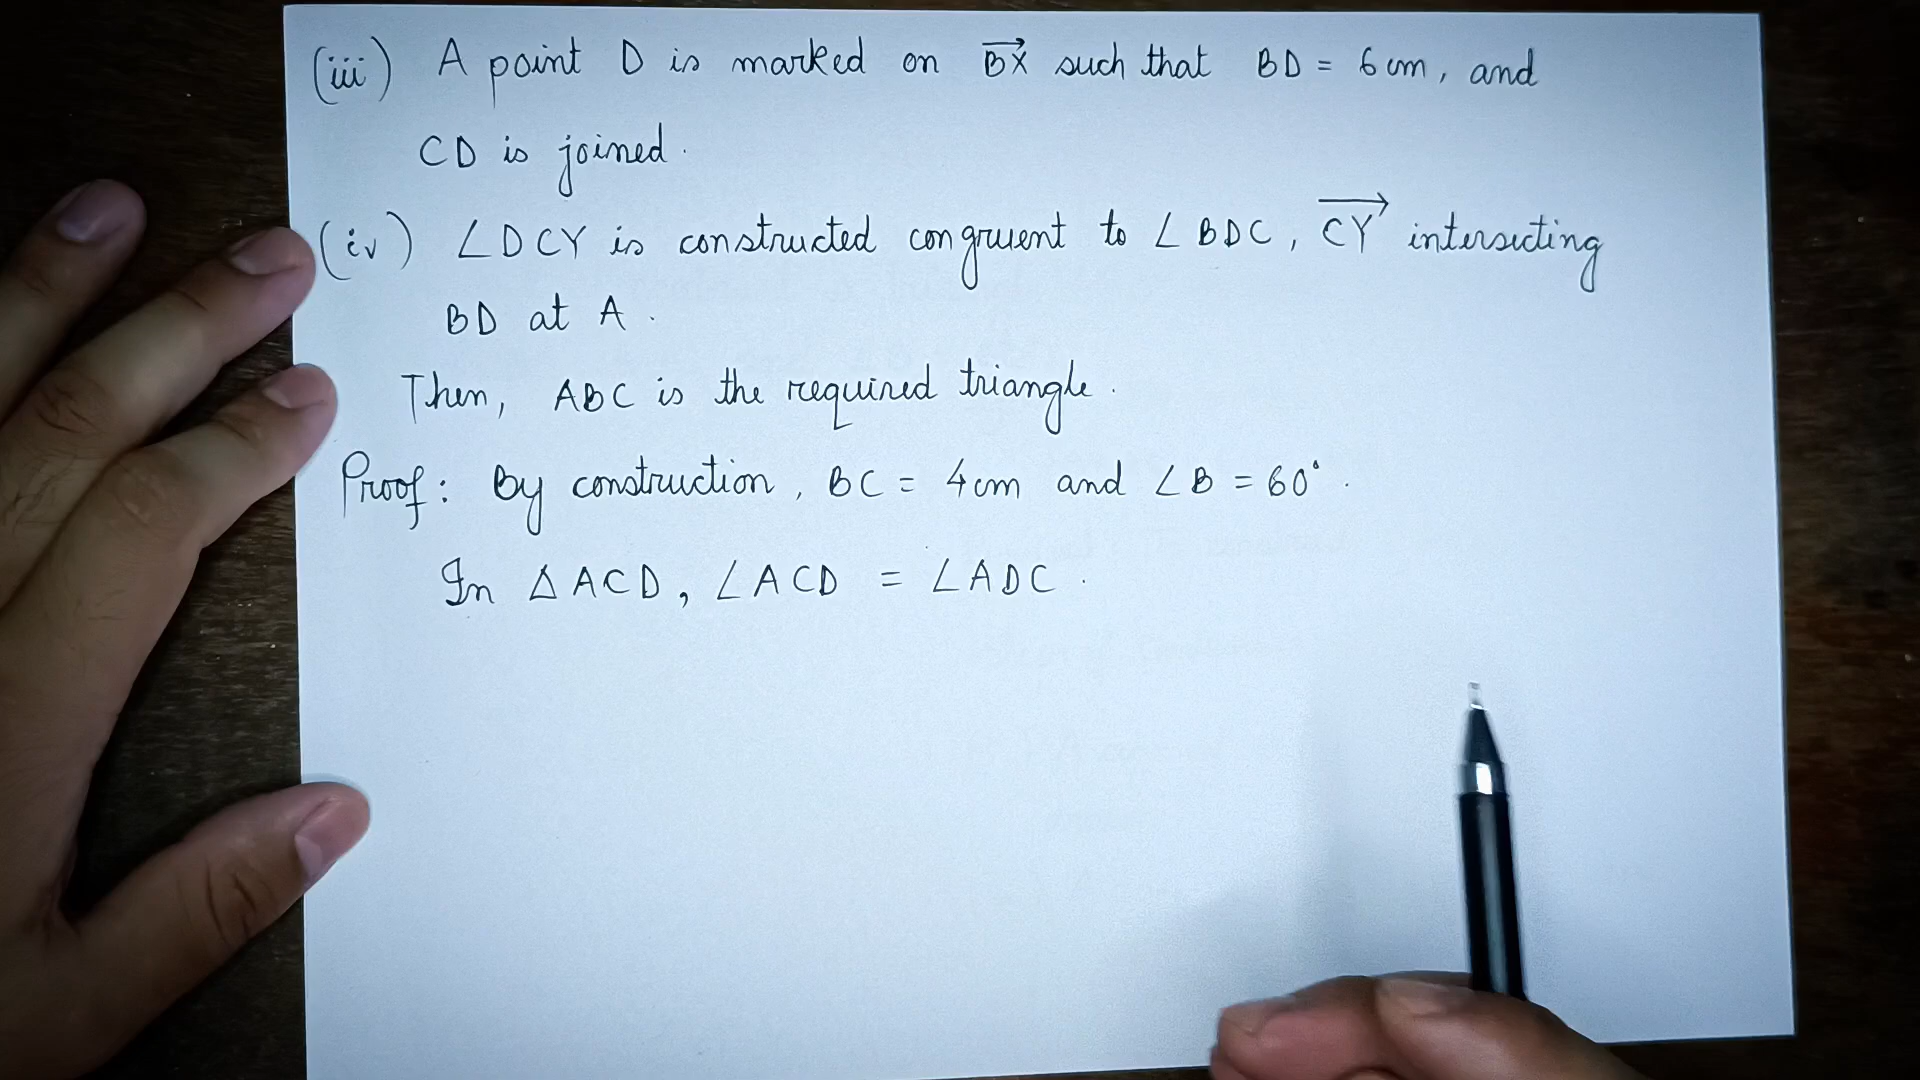 (iii) A point D is marked on $\overrightarrow{BX}$ such that BD = 6 cm, and
CD is joined.
(iv) ∠DCY is constructed congruent to ∠BDC, $\overrightarrow{CY}$ intersecting
BD at A.
Then, ABC is the required triangle.
Proof: By construction, BC = 4 cm and ∠B = 60°.
In △ACD, ∠ACD = ∠ADC.